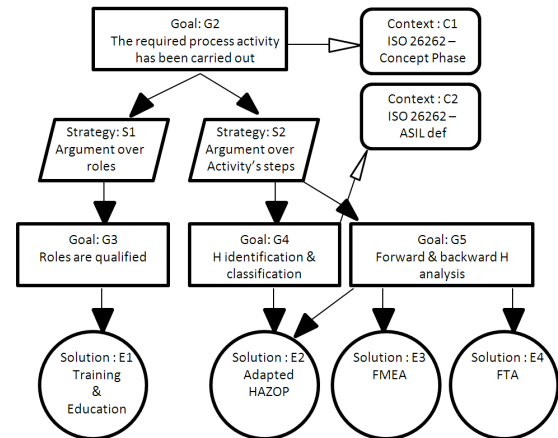 Goal: G2
The required process activity
has been carried out
Context : C1
ISO 26262 –
Concept Phase
Context : C2
ISO 26262 –
ASIL def
Strategy: S1
Argument over
roles
Strategy: S2
Argument over
Activity's steps
Goal: G3
Roles are qualified
Goal: G4
H identification &
classification
Goal: G5
Forward & backward H
analysis
Solution : E1
Training
&
Education
Solution : E2
Adapted
HAZOP
Solution : E3
FMEA
Solution : E4
FTA